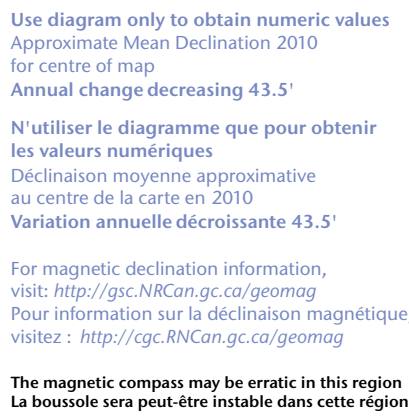 Use diagram only to obtain numeric values
Approximate Mean Declination 2010
for centre of map
Annual change decreasing 43.5'
N'utiliser le diagramme que pour obtenir
les valeurs numériques
Déclinaison moyenne approximative
au centre de la carte en 2010
Variation annuelle décroissante 43.5'
For magnetic declination information,
visit: http://gsc.NRCan.gc.ca/geomag
Pour information sur la déclinaison magnétique,
visitez : http://cgc.RNCan.gc.ca/geomag
The magnetic compass may be erratic in this region
La boussole sera peut-être instable dans cette région